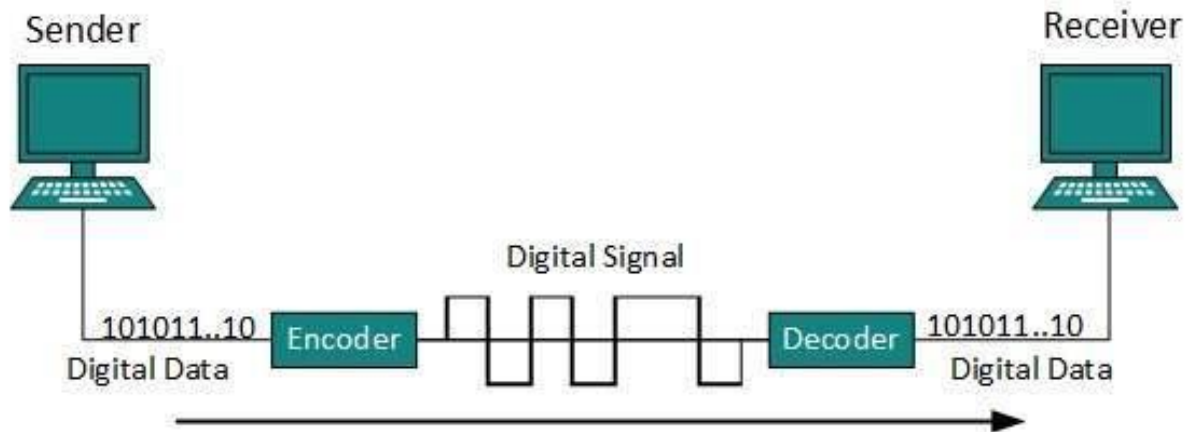 Sender
Receiver
Digital Signal
101011..10
Encoder
Decoder
101011..10
Digital Data
Digital Data